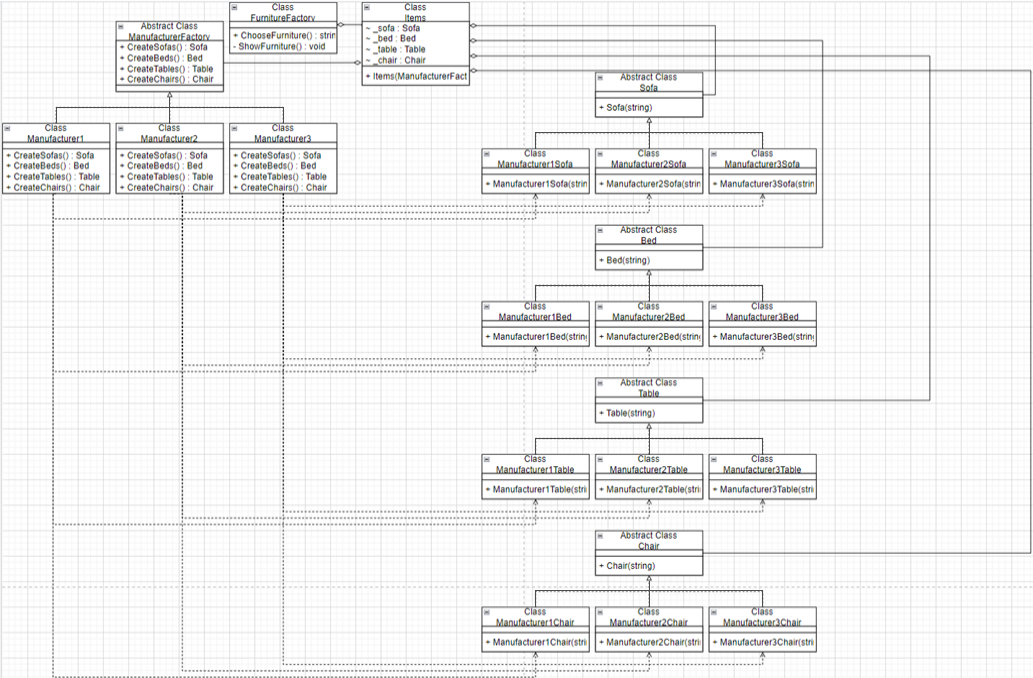 Class
FurnitureFactory
+ ChooseFurniture() : strin
- ShowFurniture() : void
Class
Items
~ _sofa : Sofa
~ _bed : Bed
~ _table : Table
~ _chair : Chair
+ Items(ManufacturerFact
Abstract Class
ManufacturerFactory
+ CreateSofas() : Sofa
+ CreateBeds() : Bed
+ CreateTables() : Table
+ CreateChairs() : Chair
Class
Manufacturer1
+ CreateSofas() : Sofa
+ CreateBeds() : Bed
+ CreateTables() : Table
+ CreateChairs() : Chair
Class
Manufacturer2
+ CreateSofas() : Sofa
+ CreateBeds() : Bed
+ CreateTables() : Table
+ CreateChairs() : Chair
Class
Manufacturer3
+ CreateSofas() : Sofa
+ CreateBeds() : Bed
+ CreateTables() : Table
+ CreateChairs() : Chair
Abstract Class
Sofa
+ Sofa(string)
Class
Manufacturer1Sofa
+ Manufacturer1Sofa(strin
Class
Manufacturer2Sofa
+ Manufacturer2Sofa(strin
Class
Manufacturer3Sofa
+ Manufacturer3Sofa(strin
Abstract Class
Bed
+ Bed(string)
Class
Manufacturer1Bed
+ Manufacturer1Bed(string
Class
Manufacturer2Bed
+ Manufacturer2Bed(string
Class
Manufacturer3Bed
+ Manufacturer3Bed(string
Abstract Class
Table
+ Table(string)
Class
Manufacturer1Table
+ Manufacturer1Table(stri
Class
Manufacturer2Table
+ Manufacturer2Table(stri
Class
Manufacturer3Table
+ Manufacturer3Table(stri
Abstract Class
Chair
+ Chair(string)
Class
Manufacturer1Chair
+ Manufacturer1Chair(stri
Class
Manufacturer2Chair
+ Manufacturer2Chair(stri
Class
Manufacturer3Chair
+ Manufacturer3Chair(stri